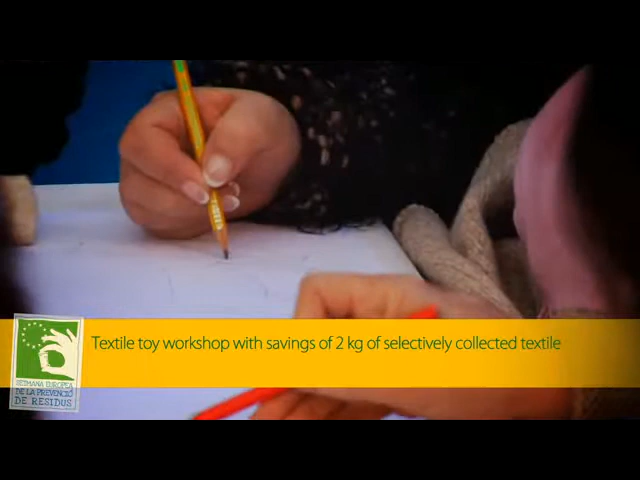 Textile toy workshop with savings of 2 kg of selectively collected textile
SETMANA EUROPEA
DE LA PREVENCIÓ
DE RESIDUS